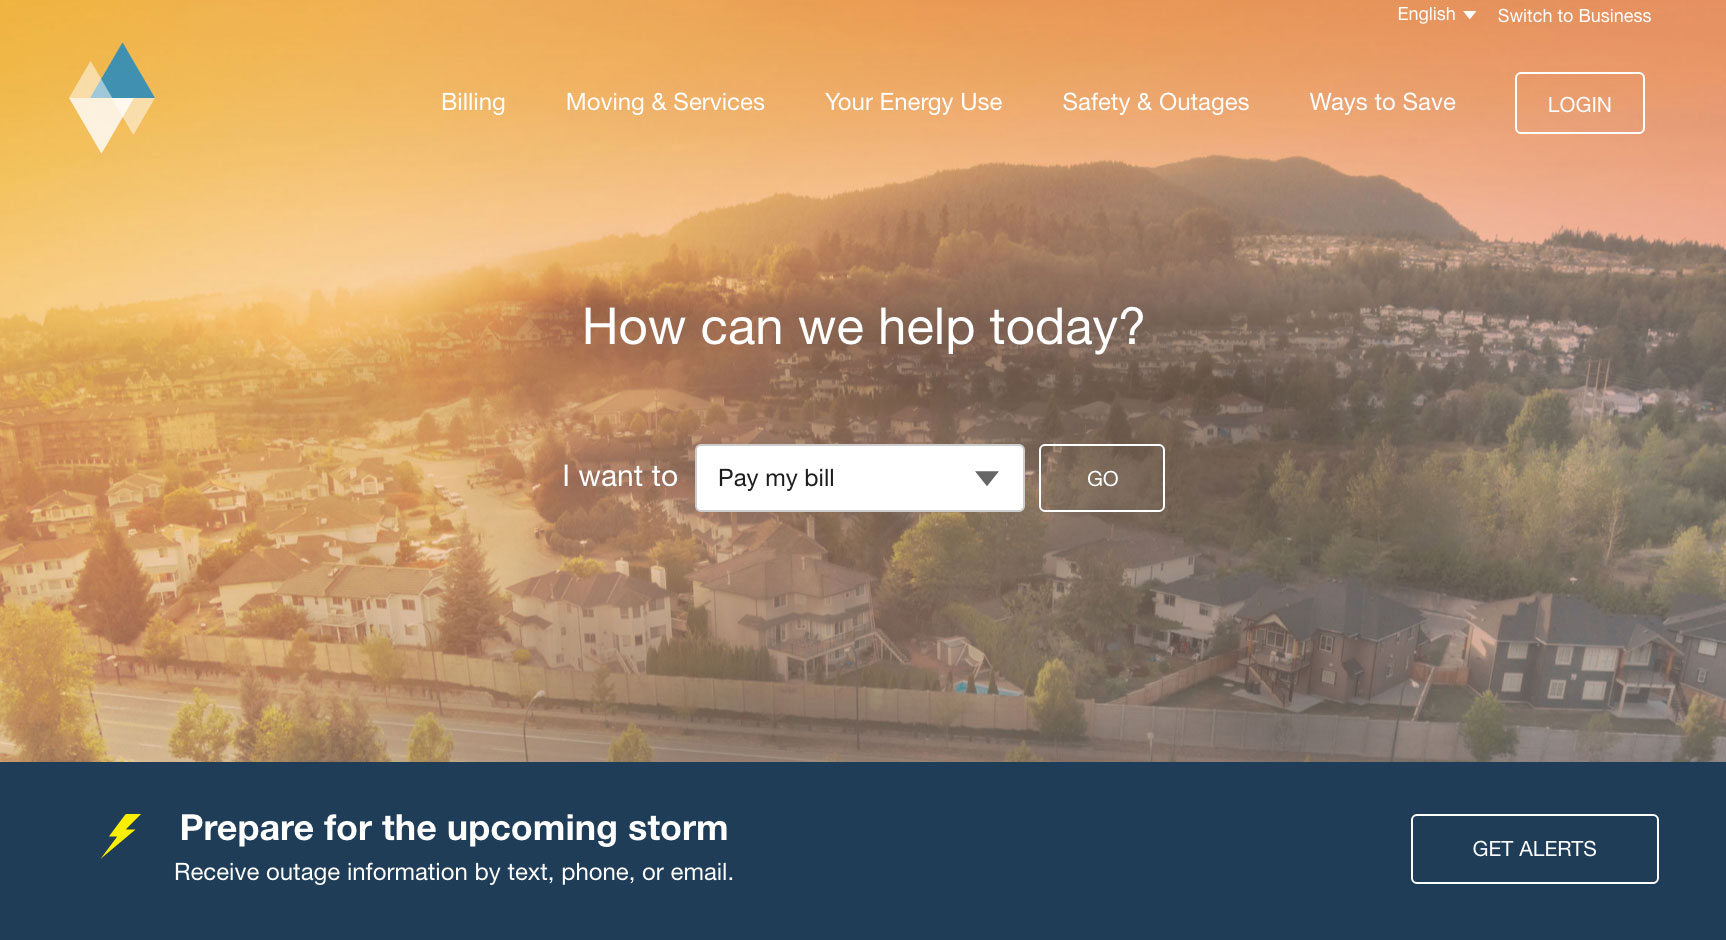 English Switch to Business
Billing Moving & Services Your Energy Use Safety & Outages Ways to Save LOGIN
How can we help today?
I want to Pay my bill GO
Prepare for the upcoming storm
Receive outage information by text, phone, or email.
GET ALERTS